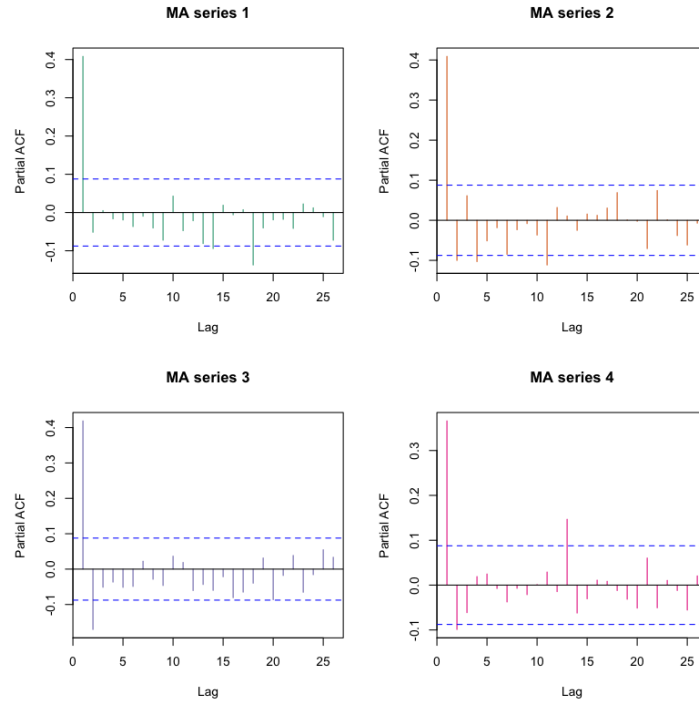 MA series 1
Partial ACF
0.4
0.3
0.2
0.1
0.0
-0.1
0 5 10 15 20 25
Lag
MA series 2
Partial ACF
0.4
0.3
0.2
0.1
0.0
-0.1
0 5 10 15 20 25
Lag
MA series 3
Partial ACF
0.4
0.3
0.2
0.1
0.0
-0.1
0 5 10 15 20 25
Lag
MA series 4
Partial ACF
0.3
0.2
0.1
0.0
-0.1
0 5 10 15 20 25
Lag